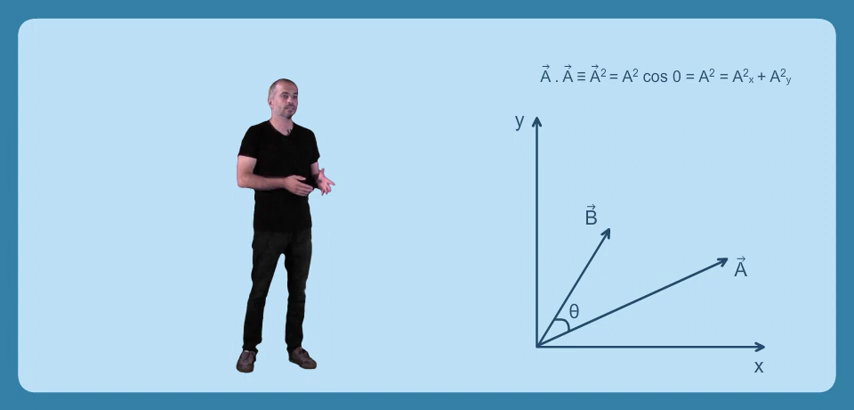 A⃗ . A⃗ ≡ A⃗² = A² cos 0 = A² = A²ₓ + A²ᵧ
y
B⃗
A⃗
θ
x